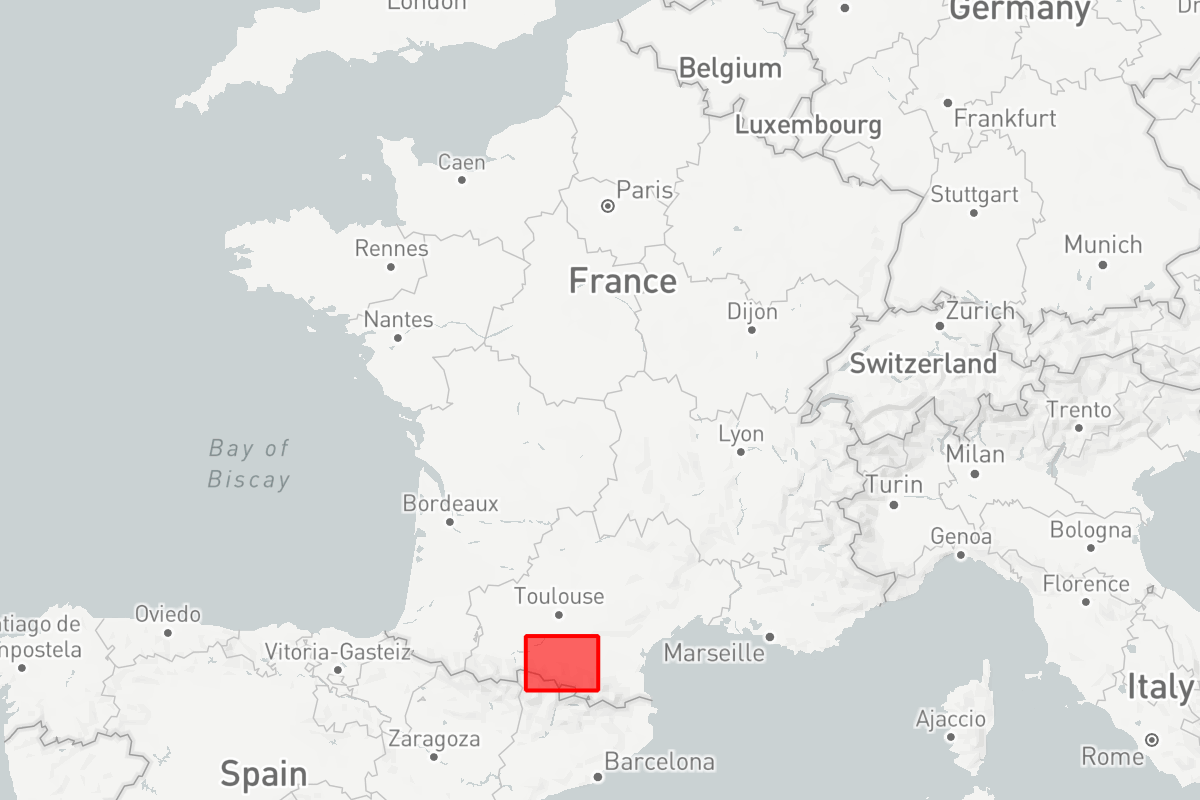 London
Germany
Dr
Belgium
Luxembourg
Frankfurt
Caen
Paris
Stuttgart
Rennes
Munich
France
Nantes
Dijon
Zurich
Switzerland
Trento
Lyon
Bay of
Biscay
Milan
Turin
Bordeaux
Bologna
Genoa
Florence
Toulouse
Oviedo
tiago de
mpostela
Vitoria-Gasteiz
Marseille
Italy
Ajaccio
Zaragoza
Rome
Barcelona
Spain